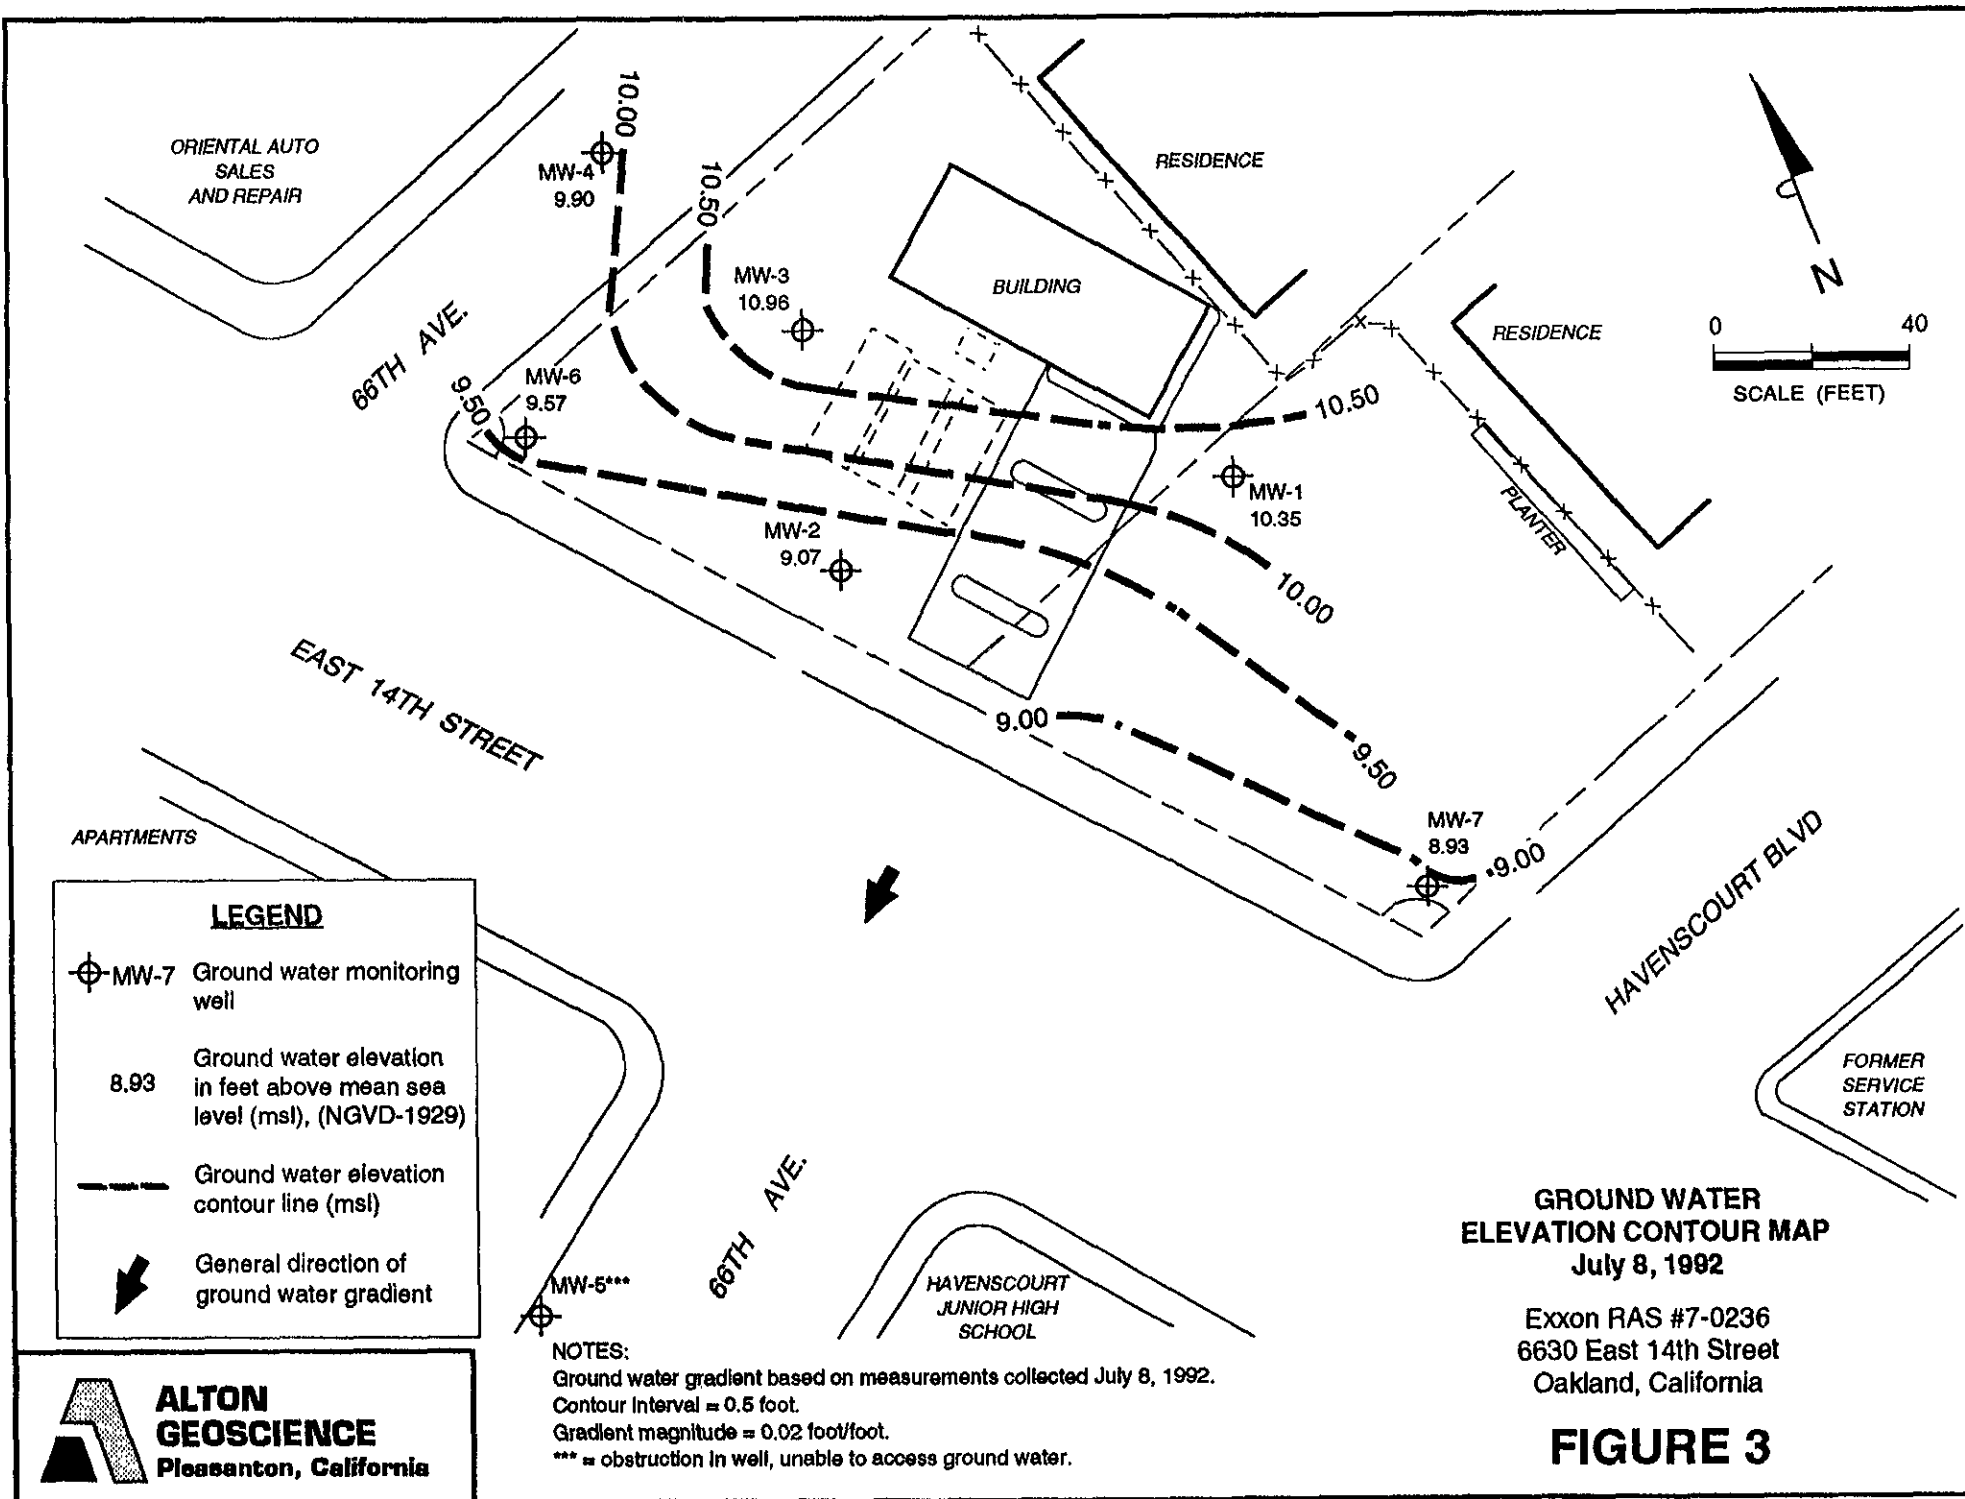 ORIENTAL AUTO
SALES
AND REPAIR
10.00
MW-4
9.90
10.50
MW-3
10.96
BUILDING
RESIDENCE
RESIDENCE
N
0 40
SCALE (FEET)
66TH AVE.
9.50
MW-6
9.57
10.50
MW-1
10.35
PLANTER
MW-2
9.07
10.00
EAST 14TH STREET
9.00
9.50
MW-7
8.93
9.00
HAVENSCOURT BLVD
APARTMENTS
LEGEND
MW-7 Ground water monitoring
well
8.93 Ground water elevation
in feet above mean sea
level (msl), (NGVD-1929)
Ground water elevation
contour line (msl)
General direction of
ground water gradient
FORMER
SERVICE
STATION
66TH AVE.
MW-5***
HAVENSCOURT
JUNIOR HIGH
SCHOOL
NOTES:
Ground water gradient based on measurements collected July 8, 1992.
Contour Interval = 0.5 foot.
Gradient magnitude = 0.02 foot/foot.
*** = obstruction in well, unable to access ground water.
GROUND WATER
ELEVATION CONTOUR MAP
July 8, 1992
Exxon RAS #7-0236
6630 East 14th Street
Oakland, California
FIGURE 3
ALTON
GEOSCIENCE
Pleasanton, California